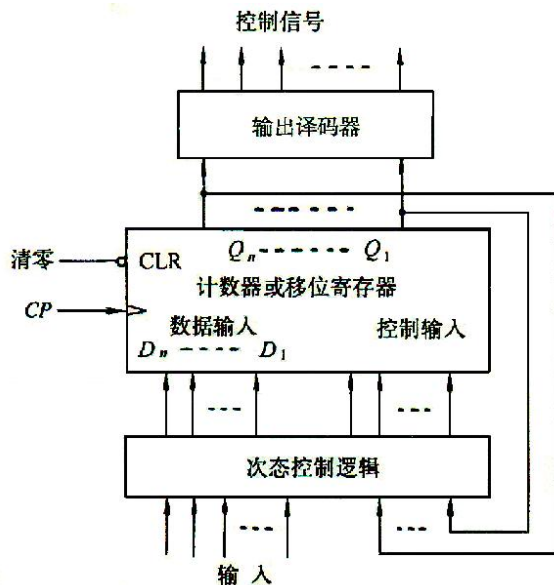 控制信号
输出译码器
Qn Q1
清零 CLR
计数器或移位寄存器
CP
数据输入 控制输入
Dn D1
次态控制逻辑
输 入